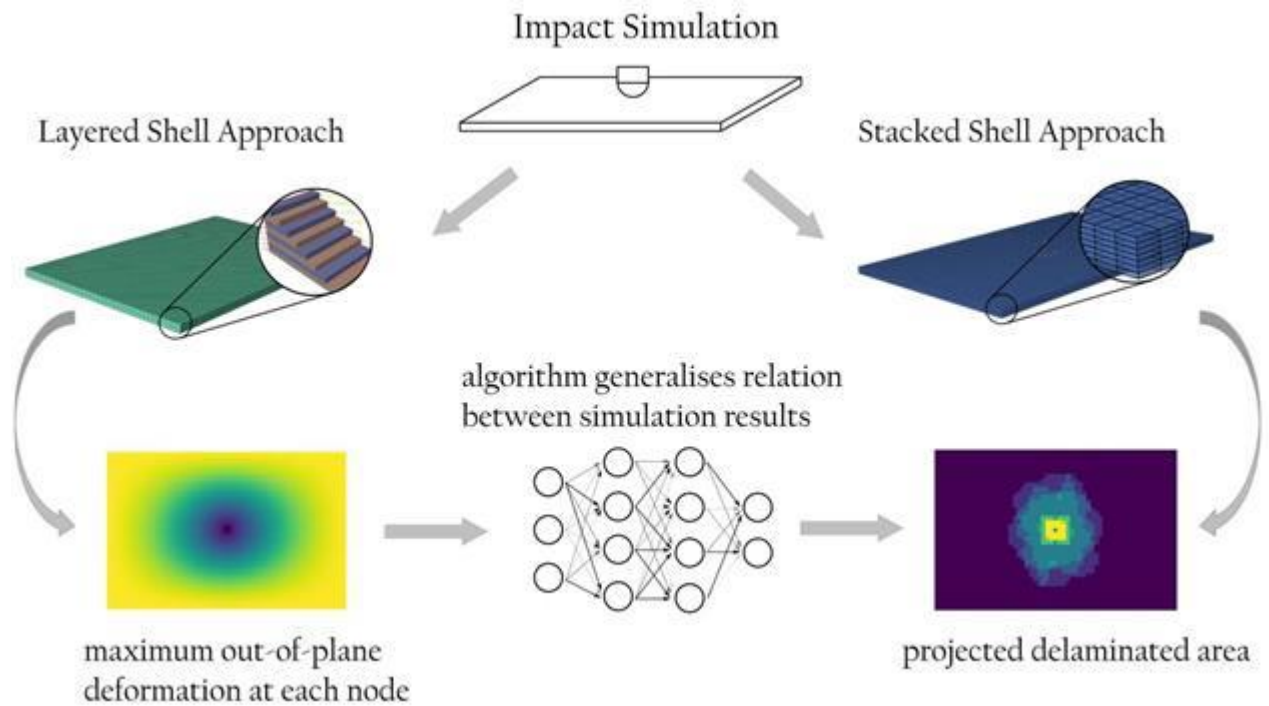 Impact Simulation
Layered Shell Approach
Stacked Shell Approach
algorithm generalises relation
between simulation results
maximum out-of-plane
deformation at each node
projected delaminated area